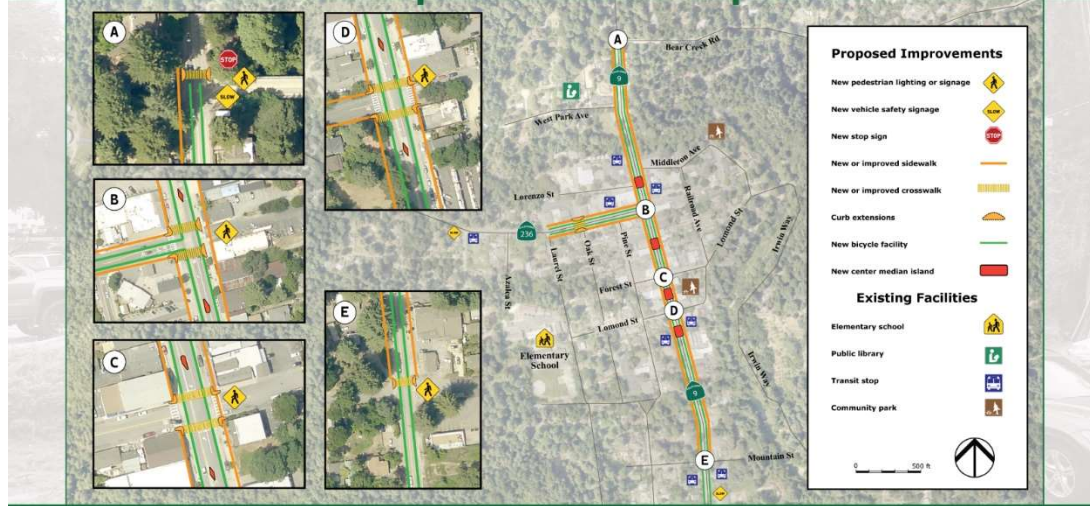 A
STOP
SLOW
B
C
D
E
A
Bear Creek Rd
9
West Park Ave
Middleton Ave
Lorenzo St
B
236
SLOW
Railroad Ave
Lomond St
Irwin Way
Pine St
Oak St
Laurel St
Azalea St
C
Forest St
D
Lomond St
Elementary
School
Irwin Way
9
E
Mountain St
SLOW
Proposed Improvements
New pedestrian lighting or signage
New vehicle safety signage
SLOW
New stop sign
STOP
New or improved sidewalk
New or improved crosswalk
Curb extensions
New bicycle facility
New center median island
Existing Facilities
Elementary school
Public library
Transit stop
Community park
0 500 ft